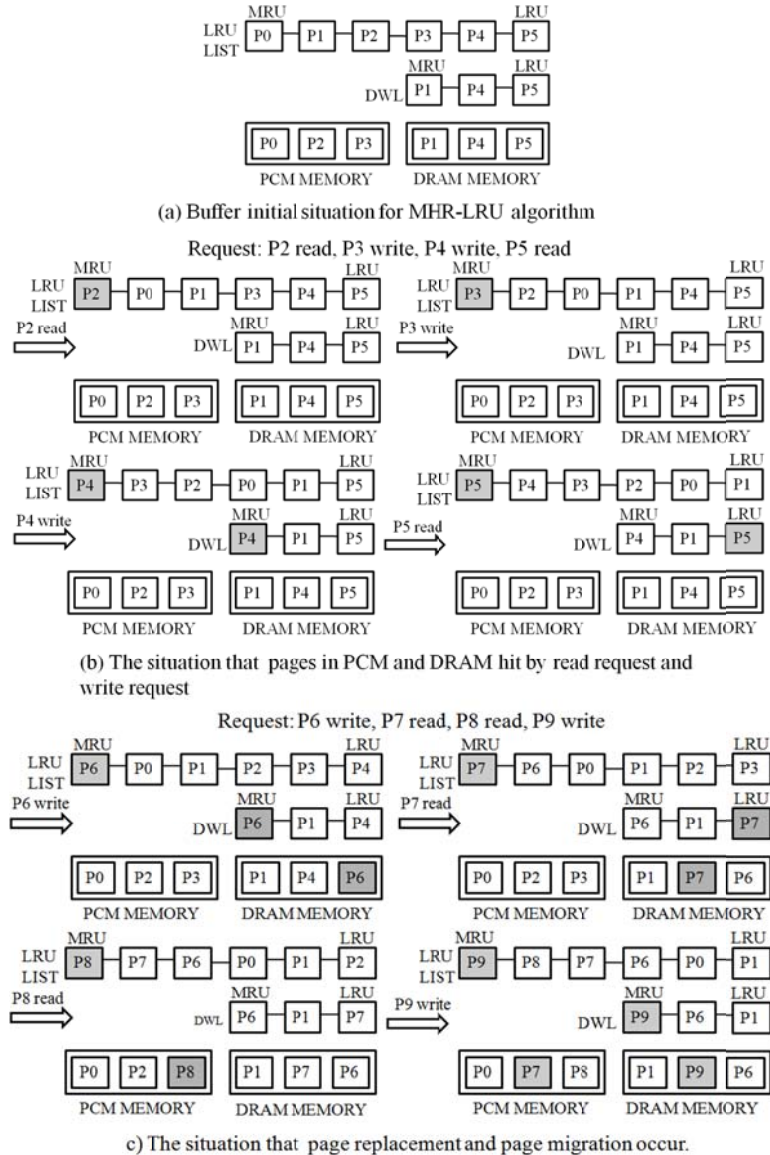 MRU LRU
LRU LIST P0 P1 P2 P3 P4 P5
MRU LRU
DWL P1 P4 P5
P0 P2 P3 P1 P4 P5
PCM MEMORY DRAM MEMORY
(a) Buffer initial situation for MHR-LRU algorithm
Request: P2 read, P3 write, P4 write, P5 read
MRU LRU MRU LRU
LRU LIST P2 P0 P1 P3 P4 P5 LRU LIST P3 P2 P0 P1 P4 P5
P2 read MRU LRU P3 write MRU LRU
DWL P1 P4 P5 DWL P1 P4 P5
P0 P2 P3 P1 P4 P5 P0 P2 P3 P1 P4 P5
PCM MEMORY DRAM MEMORY PCM MEMORY DRAM MEMORY
MRU LRU MRU LRU
LRU LIST P4 P3 P2 P0 P1 P5 LRU LIST P5 P4 P3 P2 P0 P1
P4 write MRU LRU P5 read MRU LRU
DWL P4 P1 P5 DWL P4 P1 P5
P0 P2 P3 P1 P4 P5 P0 P2 P3 P1 P4 P5
PCM MEMORY DRAM MEMORY PCM MEMORY DRAM MEMORY
(b) The situation that pages in PCM and DRAM hit by read request and
write request
Request: P6 write, P7 read, P8 read, P9 write
MRU LRU MRU LRU
LRU LIST P6 P0 P1 P2 P3 P4 LRU LIST P7 P6 P0 P1 P2 P3
P6 write MRU LRU P7 read MRU LRU
DWL P6 P1 P4 DWL P6 P1 P7
P0 P2 P3 P1 P4 P6 P0 P2 P3 P1 P7 P6
PCM MEMORY DRAM MEMORY PCM MEMORY DRAM MEMORY
MRU LRU MRU LRU
LRU LIST P8 P7 P6 P0 P1 P2 LRU LIST P9 P8 P7 P6 P0 P1
P8 read MRU LRU P9 write MRU LRU
DWL P6 P1 P7 DWL P9 P6 P1
P0 P2 P8 P1 P7 P6 P0 P7 P8 P1 P9 P6
PCM MEMORY DRAM MEMORY PCM MEMORY DRAM MEMORY
c) The situation that page replacement and page migration occur.